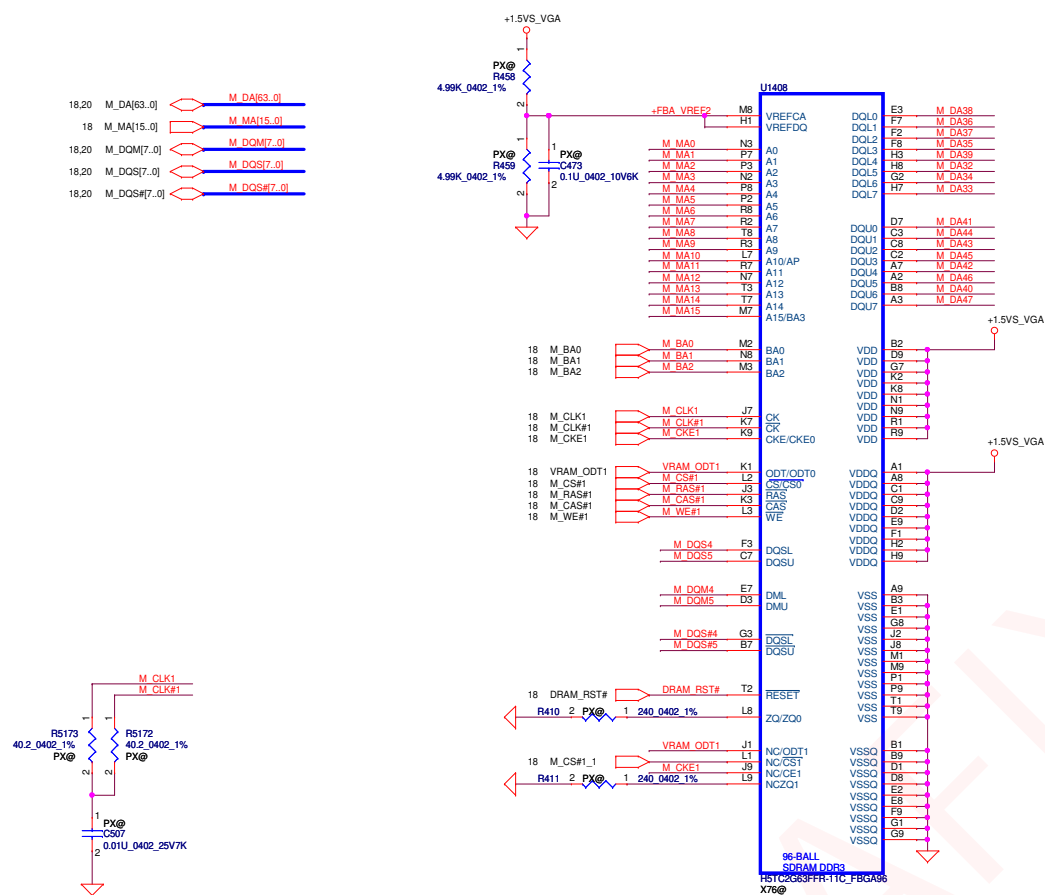 +1.5VS_VGA
1
PX@
R458
4.99K_0402_1%
2
18,20 M_DA[63..0] M_DA[63..0]
18 M_MA[15..0] M_MA[15..0]
18,20 M_DQM[7..0] M_DQM[7..0]
18,20 M_DQS[7..0] M_DQS[7..0]
18,20 M_DQS#[7..0] M_DQS#[7..0]
1
PX@
R459
4.99K_0402_1%
2
1
PX@
C473
0.1U_0402_10V6K
2
U1408
+FBA_VREF2 M8 VREFCA
H1 VREFDQ
M_MA0 N3 A0
M_MA1 P7 A1
M_MA2 P3 A2
M_MA3 N2 A3
M_MA4 P8 A4
M_MA5 P2 A5
M_MA6 R8 A6
M_MA7 R2 A7
M_MA8 T8 A8
M_MA9 R3 A9
M_MA10 L7 A10/AP
M_MA11 R7 A11
M_MA12 N7 A12
M_MA13 T3 A13
M_MA14 T7 A14
M_MA15 M7 A15/BA3
18 M_BA0 M_BA0 M2 BA0
18 M_BA1 M_BA1 N8 BA1
18 M_BA2 M_BA2 M3 BA2
18 M_CLK1 M_CLK1 J7 CK
18 M_CLK#1 M_CLK#1 K7 CK
18 M_CKE1 M_CKE1 K9 CKE/CKE0
18 VRAM_ODT1 VRAM_ODT1 K1 ODT/ODT0
18 M_CS#1 M_CS#1 L2 CS/CS0
18 M_RAS#1 M_RAS#1 J3 RAS
18 M_CAS#1 M_CAS#1 K3 CAS
18 M_WE#1 M_WE#1 L3 WE
M_DQS4 F3 DQSL
M_DQS5 C7 DQSU
M_DQM4 E7 DML
M_DQM5 D3 DMU
M_DQS#4 G3 DQSL
M_DQS#5 B7 DQSU
18 DRAM_RST# DRAM_RST# T2 RESET
R410 2 PX@ 1 240_0402_1% L8 ZQ/ZQ0
VRAM_ODT1 J1 NC/ODT1
18 M_CS#1_1 L1 NC/CS1
M_CKE1 J9 NC/CE1
R411 2 PX@ 1 240_0402_1% L9 NCZQ1
DQL0 E3 M_DA38
DQL1 F7 M_DA36
DQL2 F2 M_DA37
DQL3 F8 M_DA35
DQL4 H3 M_DA39
DQL5 H8 M_DA32
DQL6 G2 M_DA34
DQL7 H7 M_DA33
DQU0 D7 M_DA41
DQU1 C3 M_DA44
DQU2 C8 M_DA43
DQU3 C2 M_DA45
DQU4 A7 M_DA42
DQU5 A2 M_DA46
DQU6 B8 M_DA40
DQU7 A3 M_DA47
+1.5VS_VGA
VDD B2
VDD D9
VDD G7
VDD K2
VDD K8
VDD N1
VDD N9
VDD R1
VDD R9
+1.5VS_VGA
VDDQ A1
VDDQ A8
VDDQ C1
VDDQ C9
VDDQ D2
VDDQ E9
VDDQ F1
VDDQ H2
VDDQ H9
VSS A9
VSS B3
VSS E1
VSS G8
VSS J2
VSS J8
VSS M1
VSS M9
VSS P1
VSS P9
VSS T1
VSS T9
VSSQ B1
VSSQ B9
VSSQ D1
VSSQ D8
VSSQ E2
VSSQ E8
VSSQ F9
VSSQ G1
VSSQ G9
96-BALL
SDRAM DDR3
H5TC2G63FFR-11C_FBGA96
X76@
M_CLK1
M_CLK#1
1
R5173
40.2_0402_1%
PX@
2
1
R5172
40.2_0402_1%
PX@
2
1
PX@
C507
0.01U_0402_25V7K
2